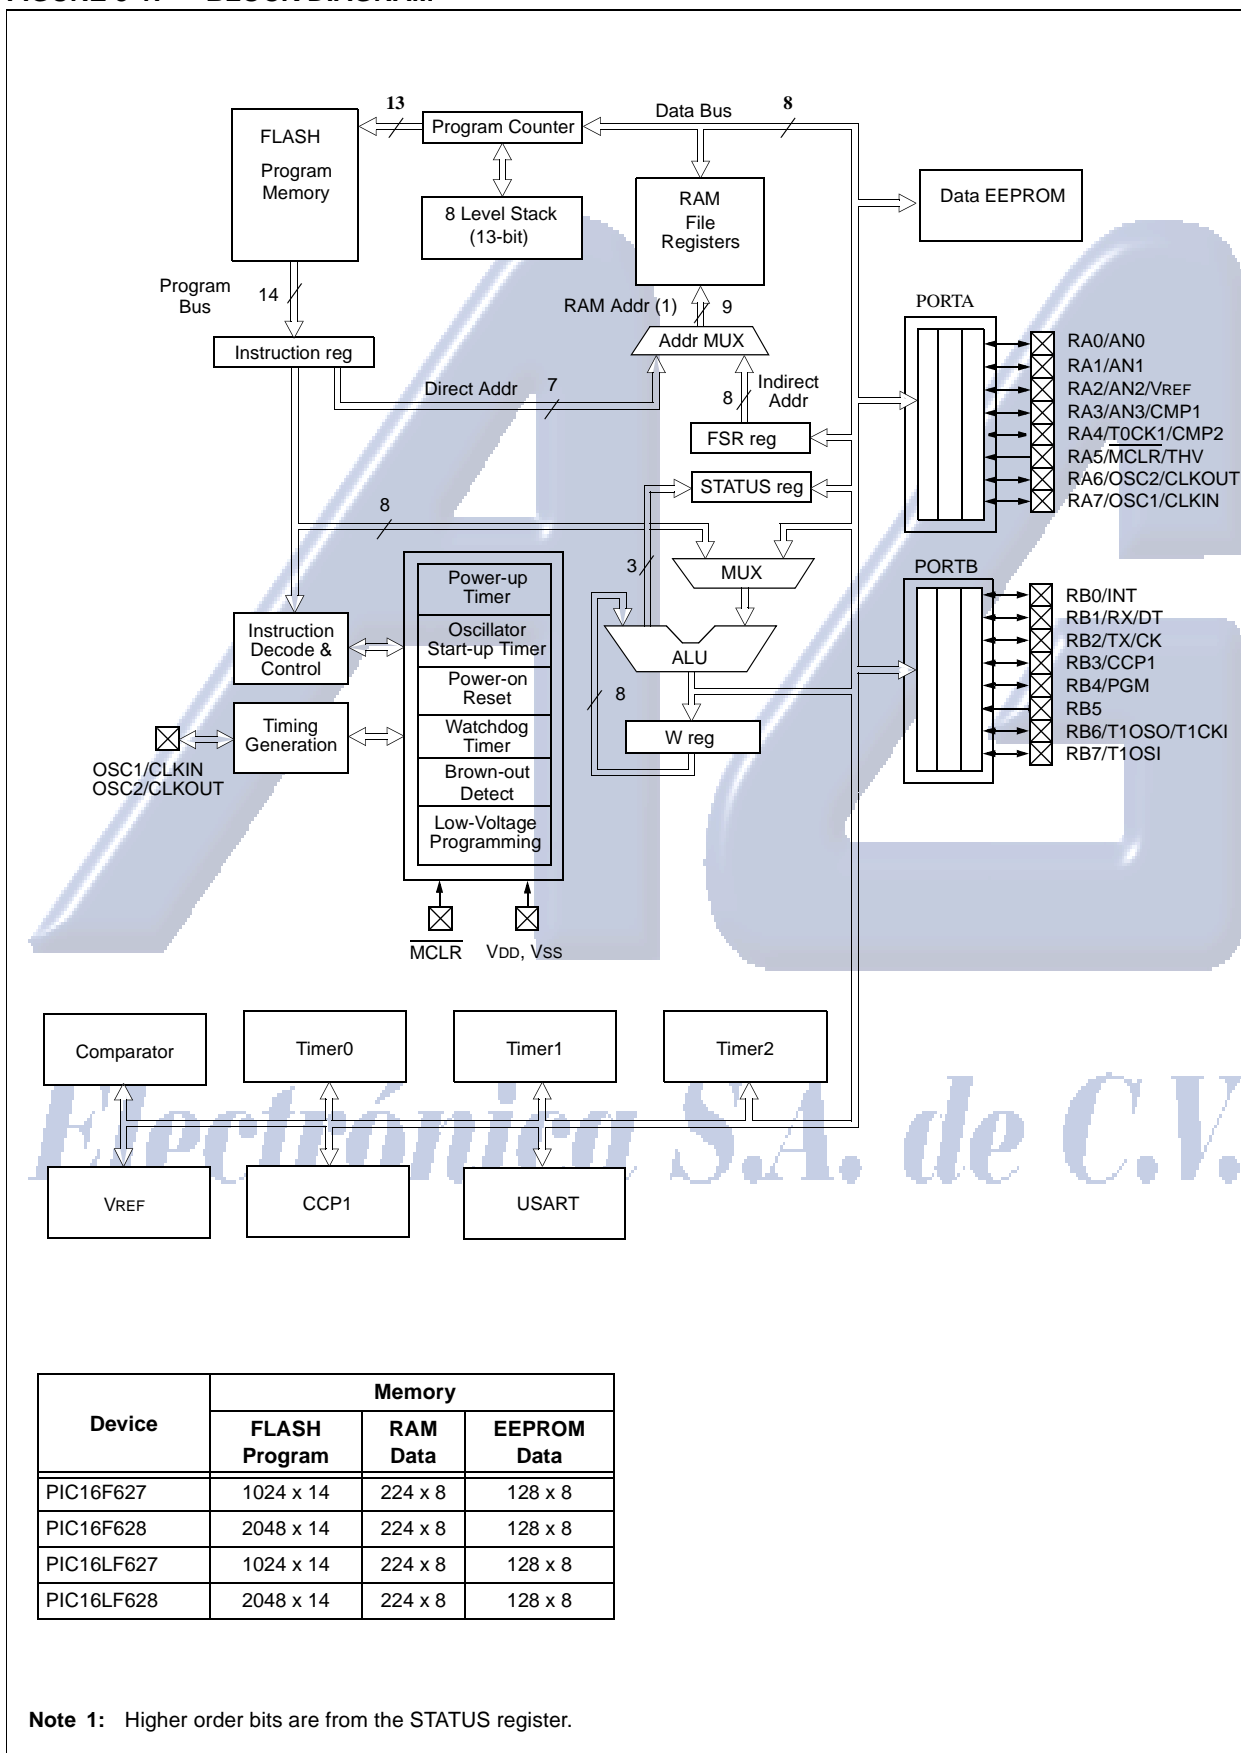 13
Data Bus
8
Program Counter
FLASH
Program
Memory
8 Level Stack
(13-bit)
RAM
File
Registers
Data EEPROM
Program
Bus
14
RAM Addr (1)
9
PORTA
Instruction reg
Addr MUX
Direct Addr
7
8
Indirect
Addr
FSR reg
STATUS reg
RA0/AN0
RA1/AN1
RA2/AN2/VREF
RA3/AN3/CMP1
RA4/T0CK1/CMP2
RA5/MCLR/THV
RA6/OSC2/CLKOUT
RA7/OSC1/CLKIN
8
3
MUX
PORTB
Power-up
Timer
Oscillator
Start-up Timer
Power-on
Reset
Watchdog
Timer
Brown-out
Detect
Low-Voltage
Programming
Instruction
Decode &
Control
Timing
Generation
OSC1/CLKIN
OSC2/CLKOUT
ALU
8
W reg
RB0/INT
RB1/RX/DT
RB2/TX/CK
RB3/CCP1
RB4/PGM
RB5
RB6/T1OSO/T1CKI
RB7/T1OSI
MCLR
VDD, VSS
Comparator
Timer0
Timer1
Timer2
Electrónica S.A. de C.V.
VREF
CCP1
USART
Device
Memory
FLASH
Program
RAM
Data
EEPROM
Data
PIC16F627 1024 x 14 224 x 8 128 x 8
PIC16F628 2048 x 14 224 x 8 128 x 8
PIC16LF627 1024 x 14 224 x 8 128 x 8
PIC16LF628 2048 x 14 224 x 8 128 x 8
Note 1: Higher order bits are from the STATUS register.